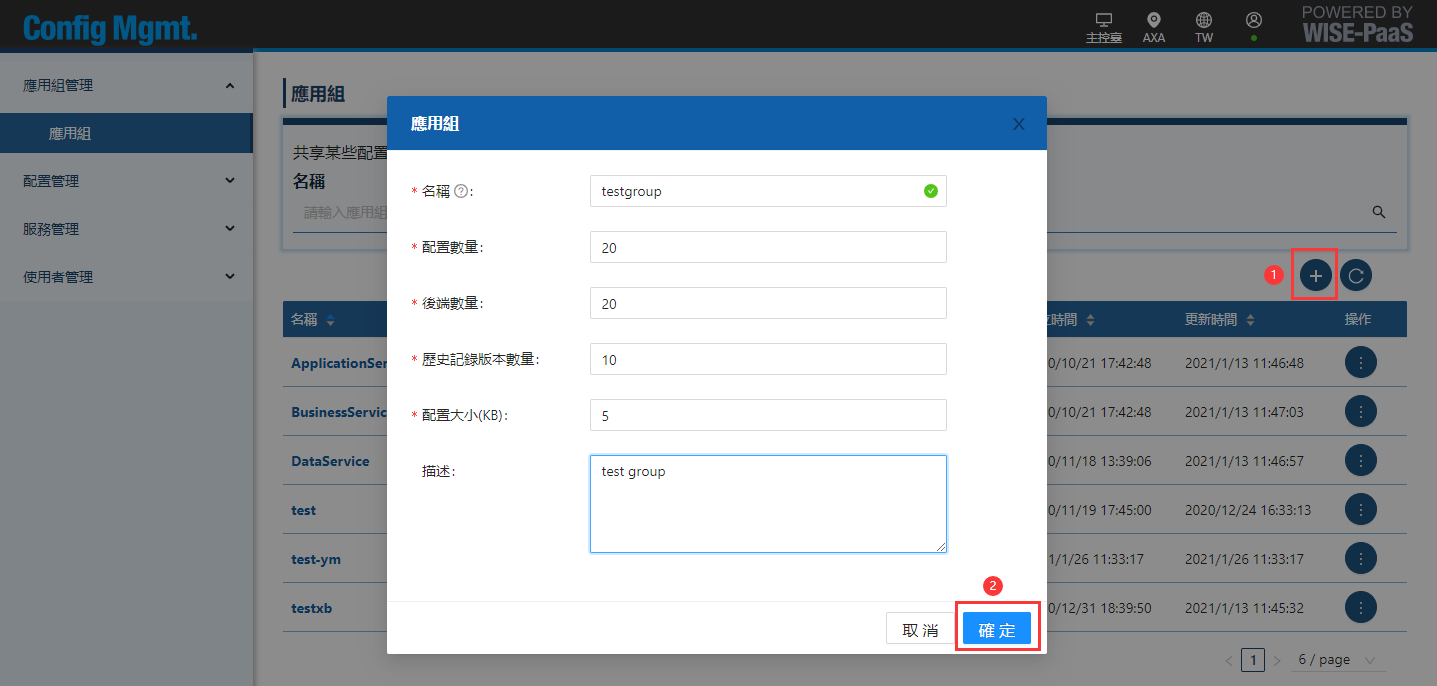 Config Mgmt.
主控臺
AXA
TW
POWERED BY
WISE-PaaS
應用組管理
應用組
配置管理
服務管理
使用者管理
應用組
共享某些配置
名稱
請輸入應用組
應用組
* 名稱 ? :
testgroup
* 配置數量:
20
* 後端數量:
20
* 歷史記錄版本數量:
10
* 配置大小(KB):
5
描述:
test group
取 消
2
確 定
1
名稱
時間
更新時間
操作
ApplicationSer
0/10/21 17:42:48
2021/1/13 11:46:48
BusinessServic
0/10/21 17:42:48
2021/1/13 11:47:03
DataService
0/11/18 13:39:06
2021/1/13 11:46:57
test
0/11/19 17:45:00
2020/12/24 16:33:13
test-ym
1/1/26 11:33:17
2021/1/26 11:33:17
testxb
0/12/31 18:39:50
2021/1/13 11:45:32
1
6 / page